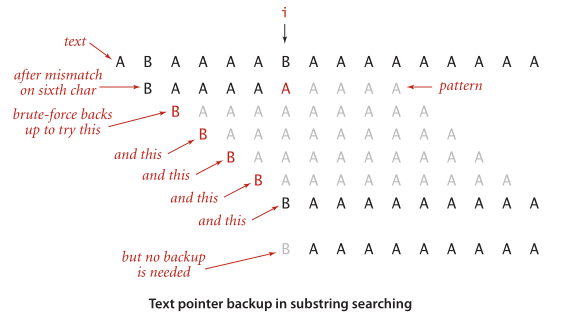 i
text
A B A A A A B A A A A A A A A A
after mismatch
on sixth char
B A A A A A A A A A
pattern
brute-force backs
up to try this
B A A A A A A A A A
and this
B A A A A A A A A A
and this
B A A A A A A A A A
and this
B A A A A A A A A A
and this
B A A A A A A A A A
but no backup
is needed
B A A A A A A A A A
Text pointer backup in substring searching